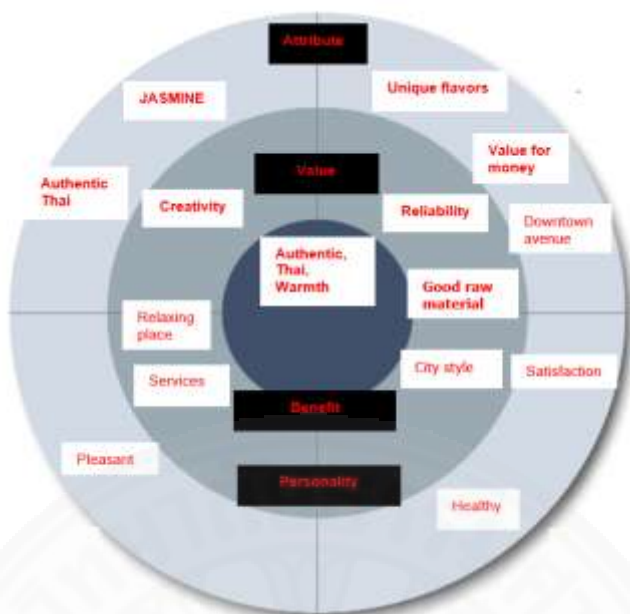 Attribute
Unique flavors
JASMINE
Value for
money
Value
Authentic
Thai
Creativity
Reliability
Downtown
avenue
Authentic,
Thai,
Warmth
Good raw
material
Relaxing
place
City style
Satisfaction
Services
Benefit
Pleasant
Personality
Healthy